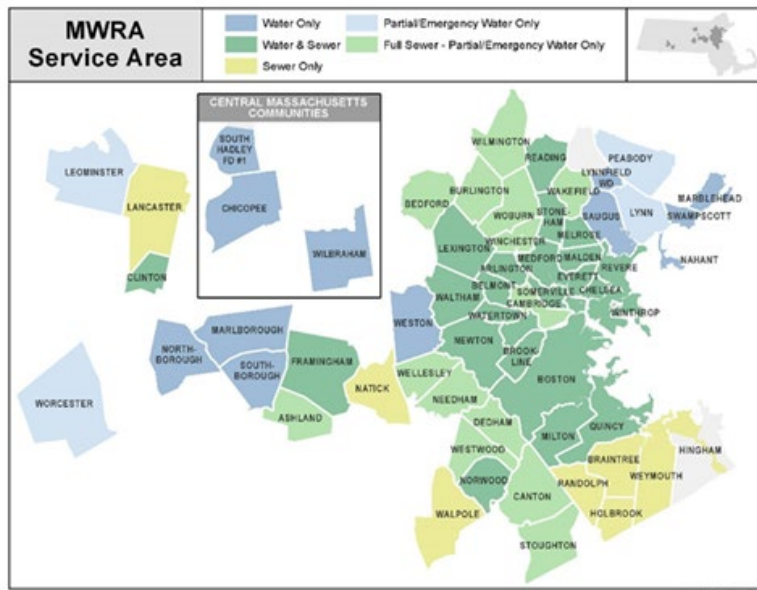 MWRA
Service Area
Water Only
Water & Sewer
Sewer Only
Partial/Emergency Water Only
Full Sewer - Partial/Emergency Water Only
CENTRAL MASSACHUSETTS
COMMUNITIES
SOUTH
HADLEY
FD #1
CHICOPEE
WILBRAHAM
LEOMINSTER
LANCASTER
CLINTON
WILMINGTON
READING
LYNNFIELD
WD
PEABODY
MARBLEHEAD
BURLINGTON
WAKEFIELD
BEDFORD
WOBURN
STONE-
HAM
SAUGUS
LYNN
SWAMPSCOTT
LEXINGTON
WINCHESTER
MELROSE
NAHANT
ARLINGTON
MEDFORD
MALDEN
REVERE
BELMONT
EVERETT
SOMERVILLE
CHELSEA
WALTHAM
CAMBRIDGE
WINTHROP
WATERTOWN
WESTON
MARLBOROUGH
NORTH-
BOROUGH
SOUTH-
BOROUGH
FRAMINGHAM
NEWTON
BROOK-
LINE
WORCESTER
ASHLAND
NATICK
WELLESLEY
BOSTON
NEEDHAM
DEDHAM
WESTWOOD
MILTON
QUINCY
NORWOOD
BRAINTREE
HINGHAM
WEYMOUTH
RANDOLPH
CANTON
HOLBROOK
WALPOLE
STOUGHTON